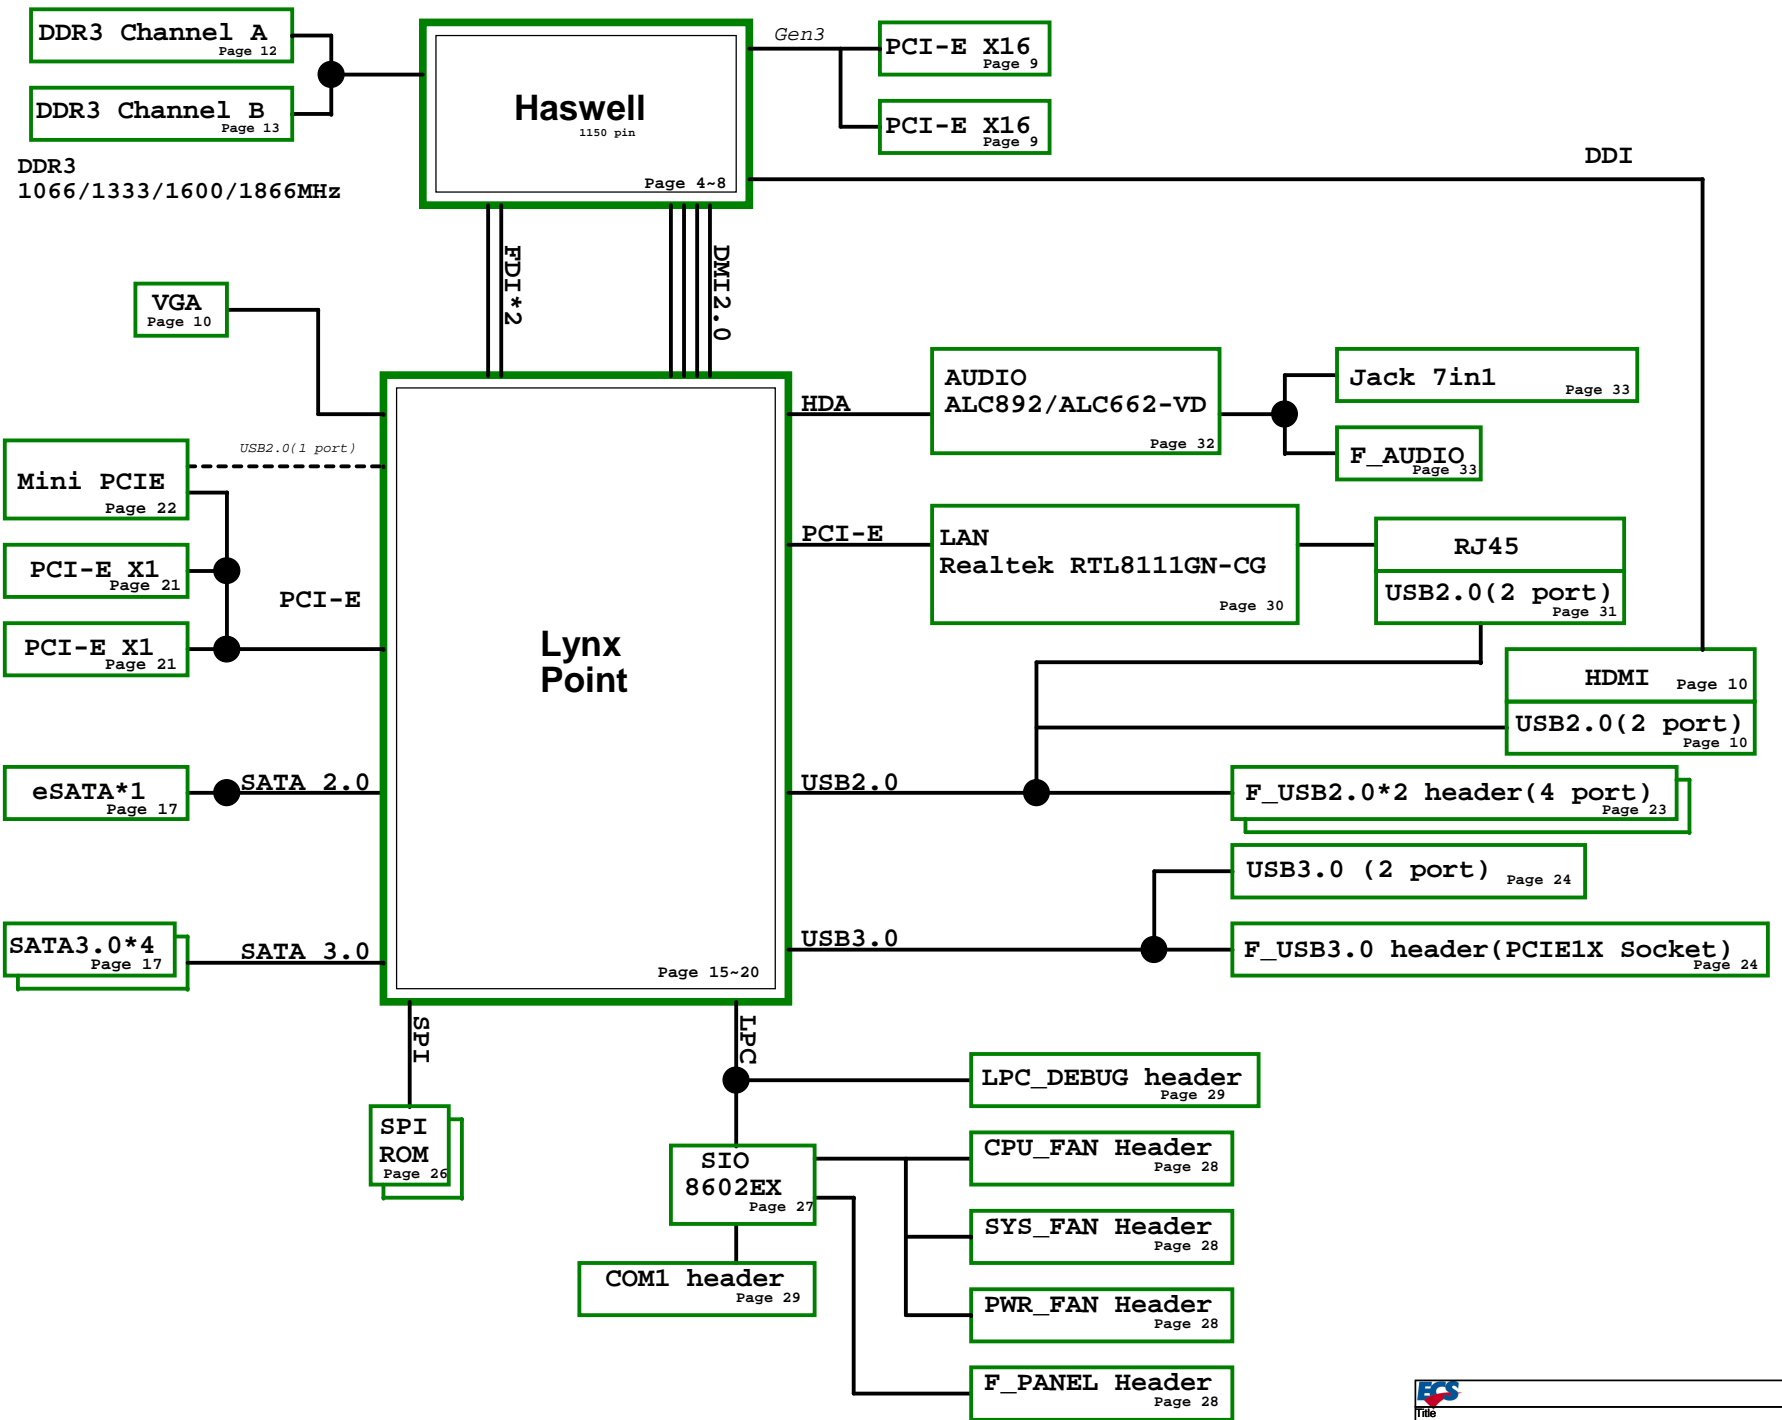 DDR3 Channel A
Page 12
DDR3 Channel B
Page 13
DDR3
1066/1333/1600/1866MHz
Haswell
1150 pin
Page 4~8
Gen3
PCI-E X16
Page 9
PCI-E X16
Page 9
DDI
FDI*2
DMI2.0
VGA
Page 10
USB2.0(1 port)
Mini PCIE
Page 22
PCI-E X1
Page 21
PCI-E X1
Page 21
PCI-E
eSATA*1
Page 17
SATA 2.0
SATA3.0*4
Page 17
SATA 3.0
Lynx
Point
Page 15~20
HDA
AUDIO
ALC892/ALC662-VD
Page 32
Jack 7in1
Page 33
F_AUDIO
Page 33
PCI-E
LAN
Realtek RTL8111GN-CG
Page 30
RJ45
USB2.0(2 port)
Page 31
HDMI
Page 10
USB2.0(2 port)
Page 10
USB2.0
F_USB2.0*2 header(4 port)
Page 23
USB3.0 (2 port)
Page 24
USB3.0
F_USB3.0 header(PCIE1X Socket)
Page 24
SPI
LPC
SPI
ROM
Page 26
LPC_DEBUG header
Page 29
SIO
8602EX
Page 27
CPU_FAN Header
Page 28
SYS_FAN Header
Page 28
COM1 header
Page 29
PWR_FAN Header
Page 28
F_PANEL Header
Page 28
ECS
Title